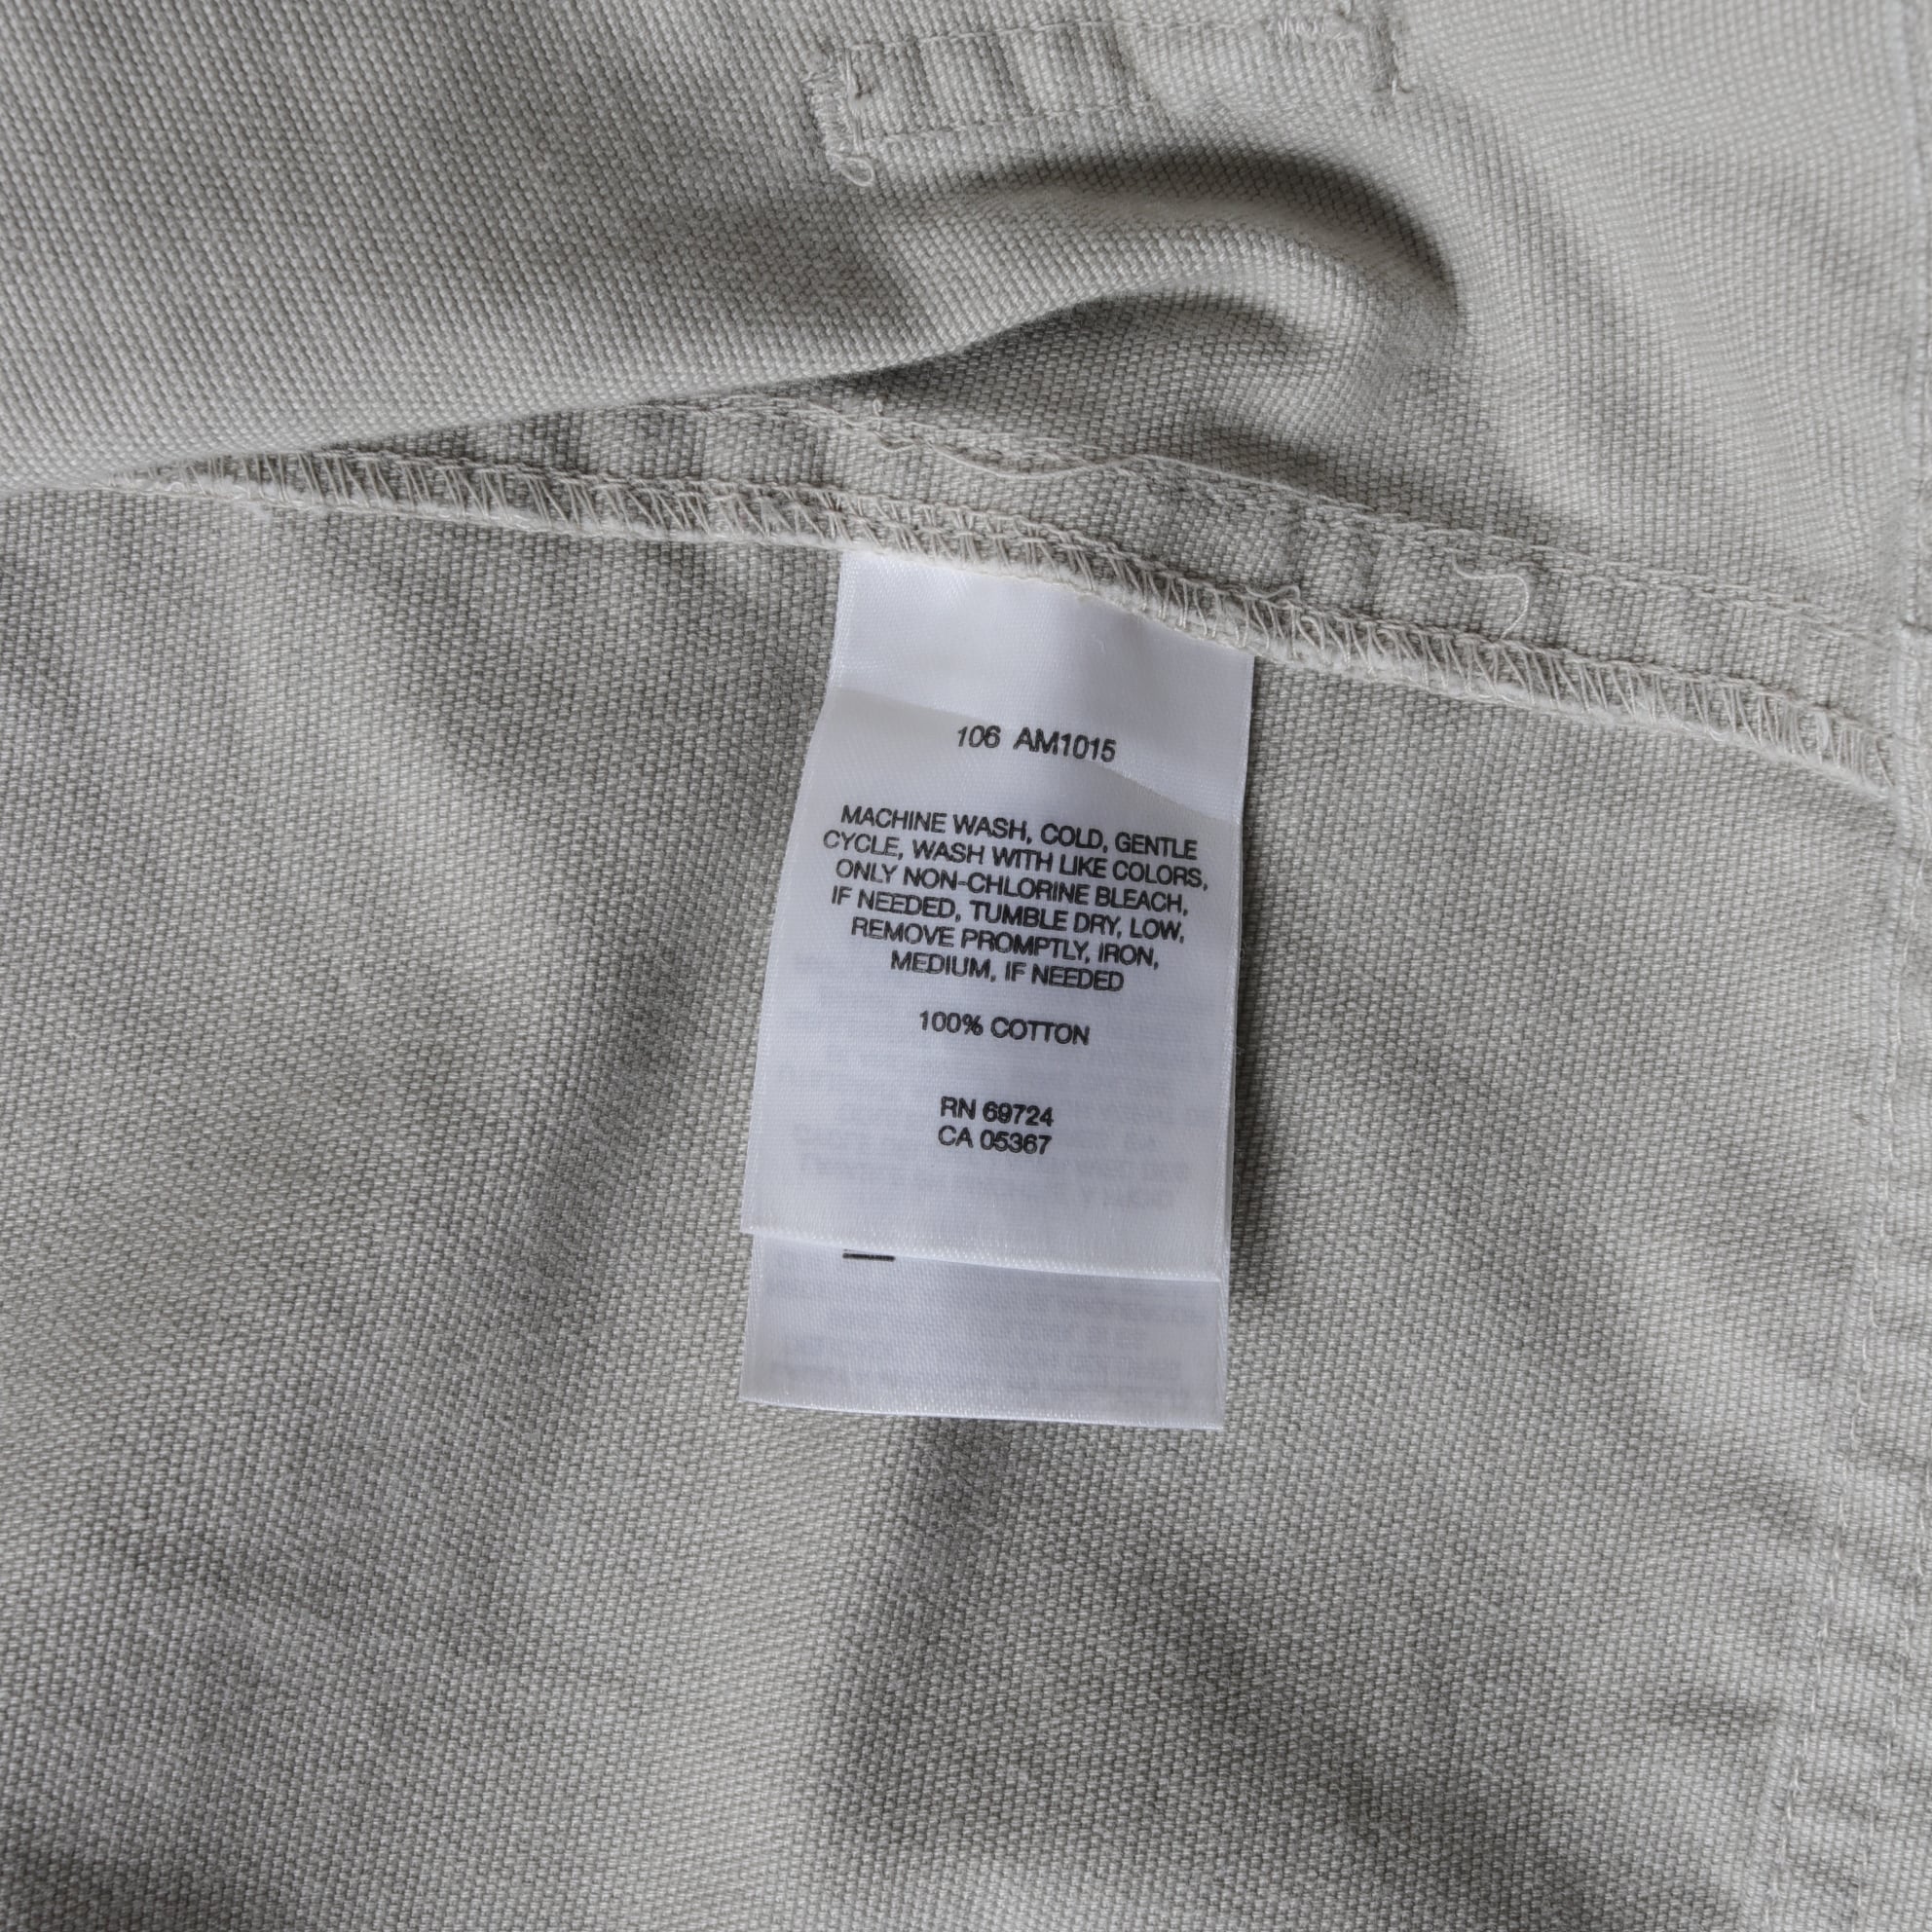 106 AM1015
MACHINE WASH, COLD, GENTLE
CYCLE, WASH WITH LIKE COLORS,
ONLY NON-CHLORINE BLEACH,
IF NEEDED, TUMBLE DRY, LOW,
REMOVE PROMPTLY, IRON,
MEDIUM, IF NEEDED
100% COTTON
RN 69724
CA 05367